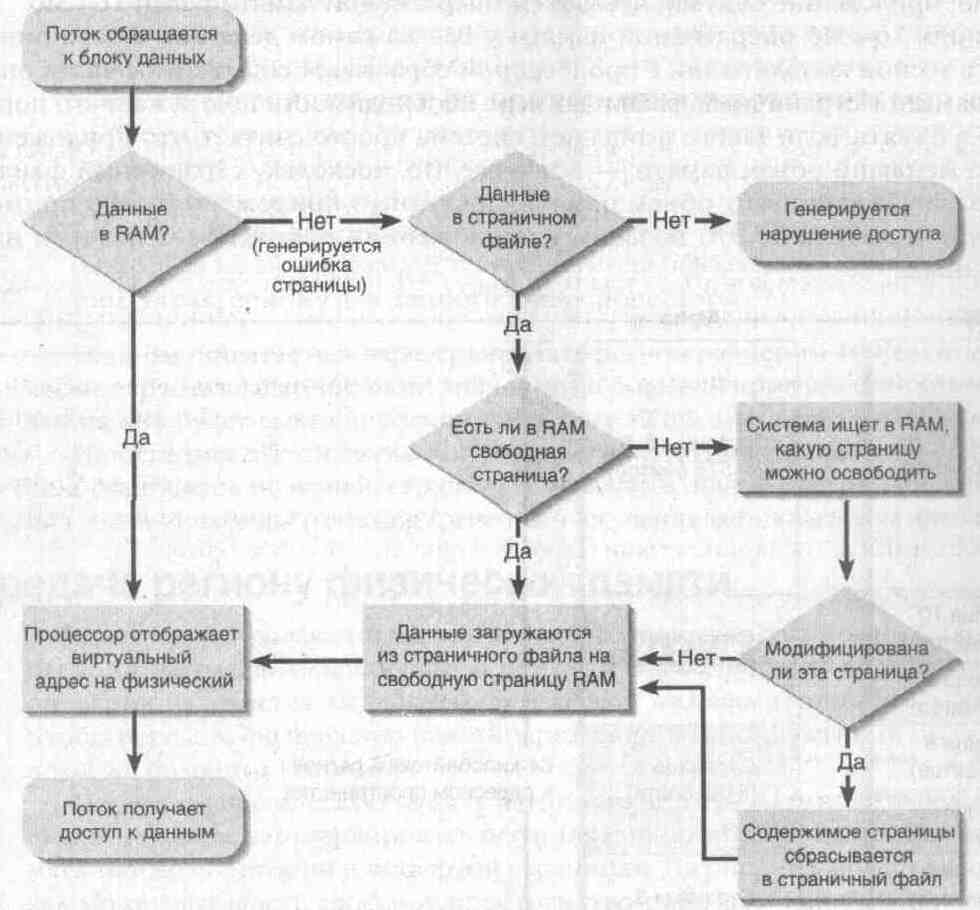 Поток обращается
к блоку данных
Данные
в RAM?
Нет
(генерируется
ошибка
страницы)
Данные
в страничном
файле?
Нет
Генерируется
нарушение доступа
Да
Да
Есть ли в RAM
свободная
страница?
Нет
Система ищет в RAM,
какую страницу
можно освободить
Да
Процессор отображает
виртуальный
адрес на физический
Данные загружаются
из страничного файла на
свободную страницу RAM
Нет
Модифицирована
ли эта страница?
Да
Поток получает
доступ к данным
Содержимое страницы
сбрасывается
в страничный файл